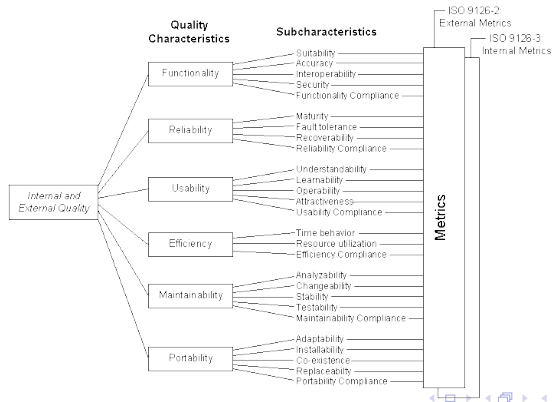 Quality
Characteristics
Subcharacteristics
ISO 9126-2:
External Metrics
ISO 9126-3:
Internal Metrics
Internal and
External Quality
Functionality
Suitability
Accuracy
Interoperability
Security
Functionality Compliance
Reliability
Maturity
Fault tolerance
Recoverability
Reliability Compliance
Usability
Understandability
Learnability
Operability
Attractiveness
Usability Compliance
Efficiency
Time behavior
Resource utilization
Efficiency Compliance
Maintainability
Analyzability
Changeability
Stability
Testability
Maintainability Compliance
Portability
Adaptability
Installability
Co-existence
Replaceabilty
Portability Compliance
Metrics